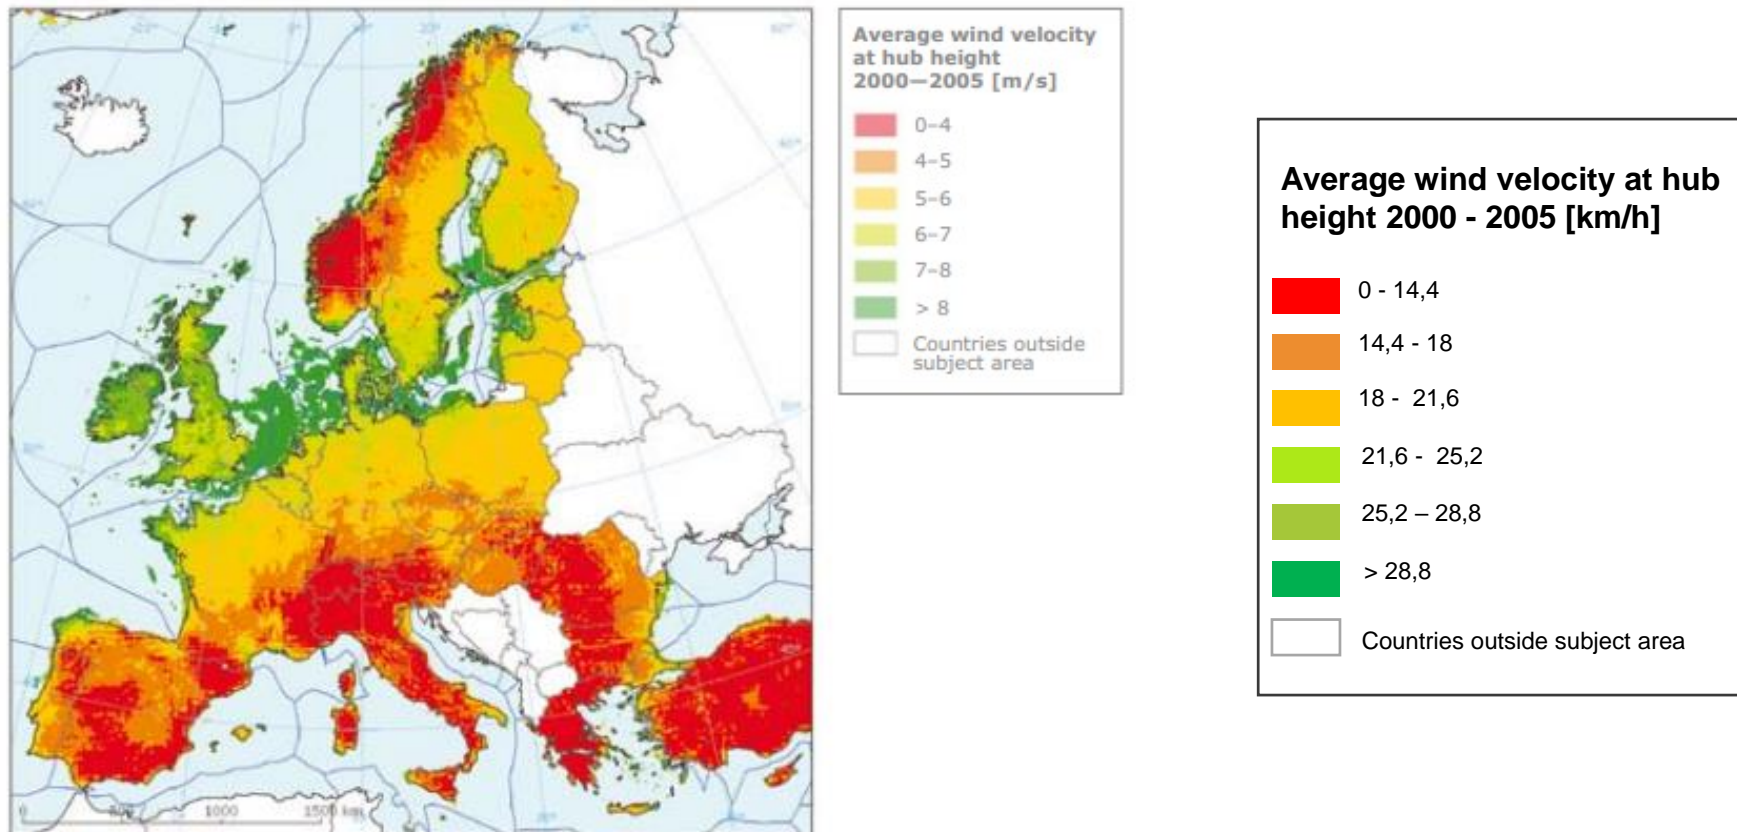 Average wind velocity
at hub height
2000—2005 [m/s]
0–4
4–5
5–6
6–7
7–8
> 8
Countries outside
subject area
Average wind velocity at hub
height 2000 - 2005 [km/h]
0 - 14,4
14,4 - 18
18 - 21,6
21,6 - 25,2
25,2 – 28,8
> 28,8
Countries outside subject area
0
1000
1500 km